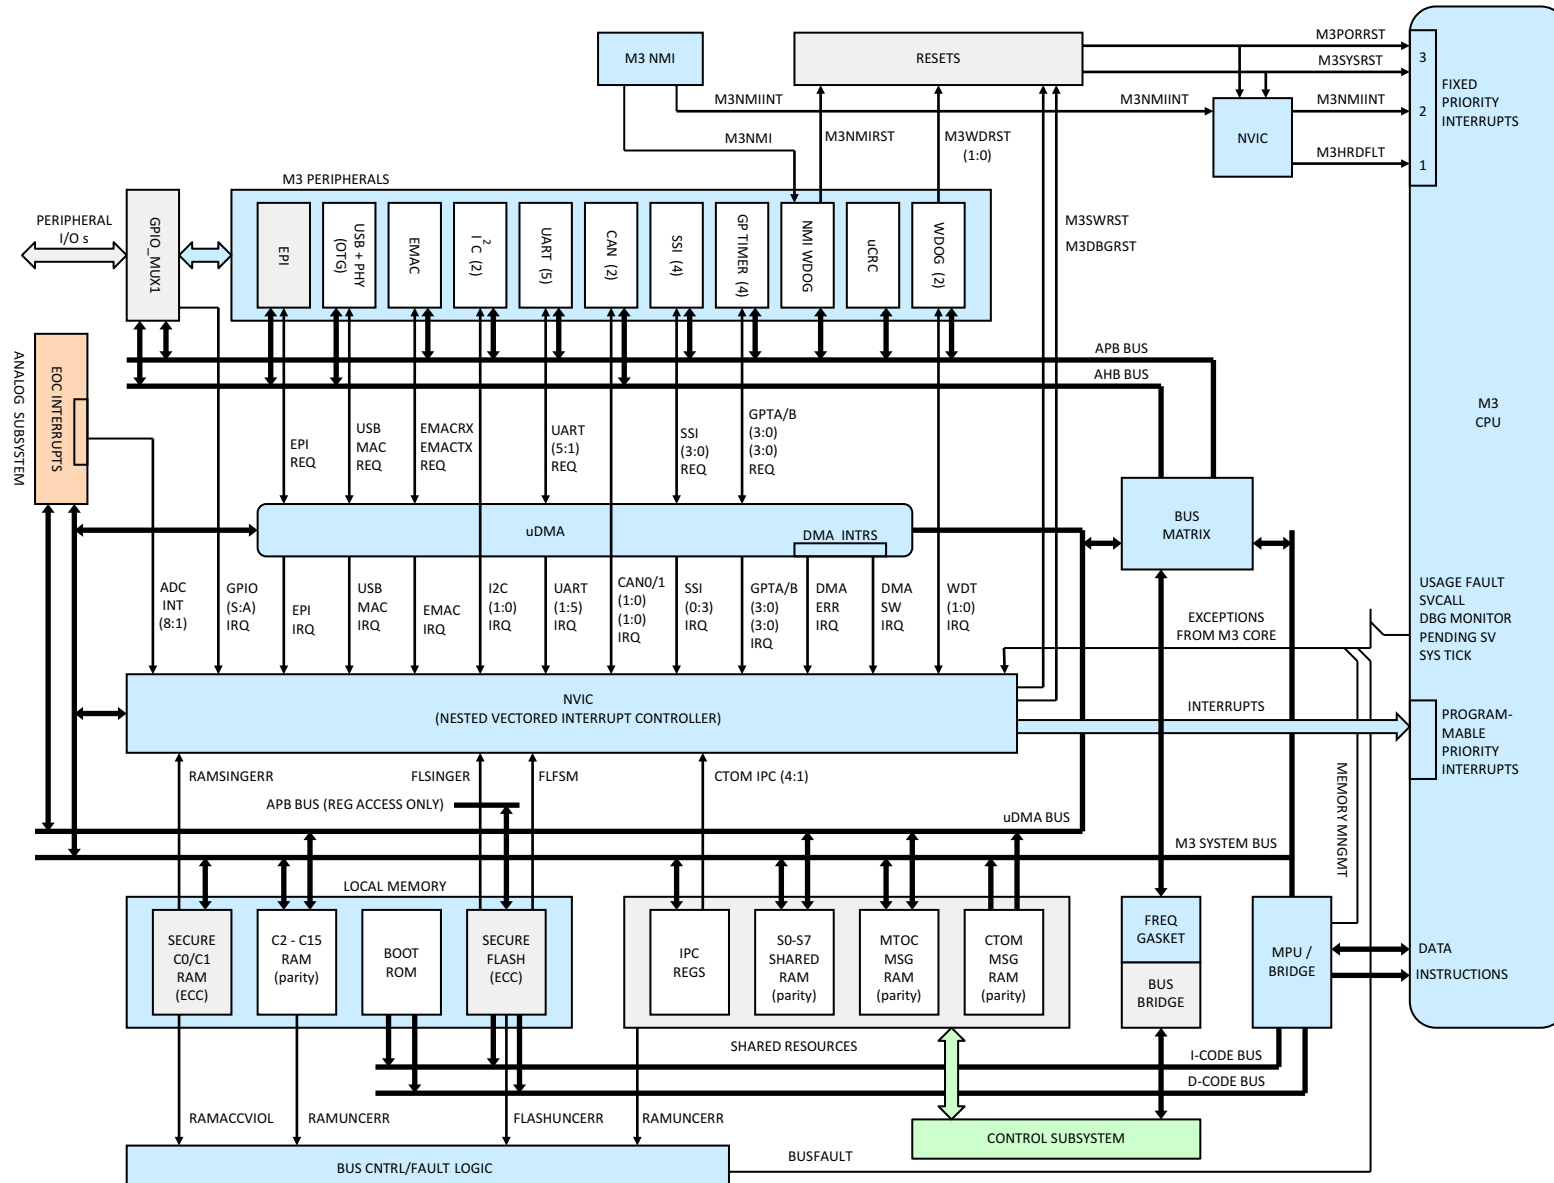 M3PORRST
M3SYSRST
M3 NMI
RESETS
3
FIXED
PRIORITY
INTERRUPTS
M3NMIINT
M3NMIINT
M3NMIINT
2
M3NMI
M3NMIRST
M3WDRST
(1:0)
NVIC
M3HRDFLT
1
M3 PERIPHERALS
PERIPHERAL
I/O s
GPIO_MUX1
EPI
USB + PHY
(OTG)
EMAC
I2C (2)
UART (5)
CAN (2)
SSI (4)
GP TIMER (4)
NMI WDOG
uCRC
WDOG (2)
M3SWRST
M3DBGRST
APB BUS
AHB BUS
ANALOG SUBSYSTEM
EOC INTERRUPTS
M3
CPU
EPI
REQ
USB
MAC
REQ
EMACRX
EMACTX
REQ
UART
(5:1)
REQ
SSI
(3:0)
REQ
GPTA/B
(3:0)
(3:0)
REQ
uDMA
DMA INTRS
BUS
MATRIX
ADC
INT
(8:1)
GPIO
(S:A)
IRQ
EPI
IRQ
USB
MAC
IRQ
EMAC
IRQ
I2C
(1:0)
IRQ
UART
(1:5)
IRQ
CAN0/1
(1:0)
(1:0)
IRQ
SSI
(0:3)
IRQ
GPTA/B
(3:0)
(3:0)
IRQ
DMA
ERR
IRQ
DMA
SW
IRQ
WDT
(1:0)
IRQ
EXCEPTIONS
FROM M3 CORE
USAGE FAULT
SVCALL
DBG MONITOR
PENDING SV
SYS TICK
NVIC
(NESTED VECTORED INTERRUPT CONTROLLER)
INTERRUPTS
PROGRAM-
MABLE
PRIORITY
INTERRUPTS
RAMSINGERR
FLSINGER
FLFSM
CTOM IPC (4:1)
APB BUS (REG ACCESS ONLY)
uDMA BUS
M3 SYSTEM BUS
MEMORY MNGMT
LOCAL MEMORY
SECURE
C0/C1
RAM
(ECC)
C2 - C15
RAM
(parity)
BOOT
ROM
SECURE
FLASH
(ECC)
IPC
REGS
S0-S7
SHARED
RAM
(parity)
MTOC
MSG
RAM
(parity)
CTOM
MSG
RAM
(parity)
FREQ
GASKET
BUS
BRIDGE
MPU /
BRIDGE
DATA
INSTRUCTIONS
SHARED RESOURCES
I-CODE BUS
D-CODE BUS
RAMACCVIOL
RAMUNCERR
FLASHUNCERR
RAMUNCERR
CONTROL SUBSYSTEM
BUS CNTRL/FAULT LOGIC
BUSFAULT